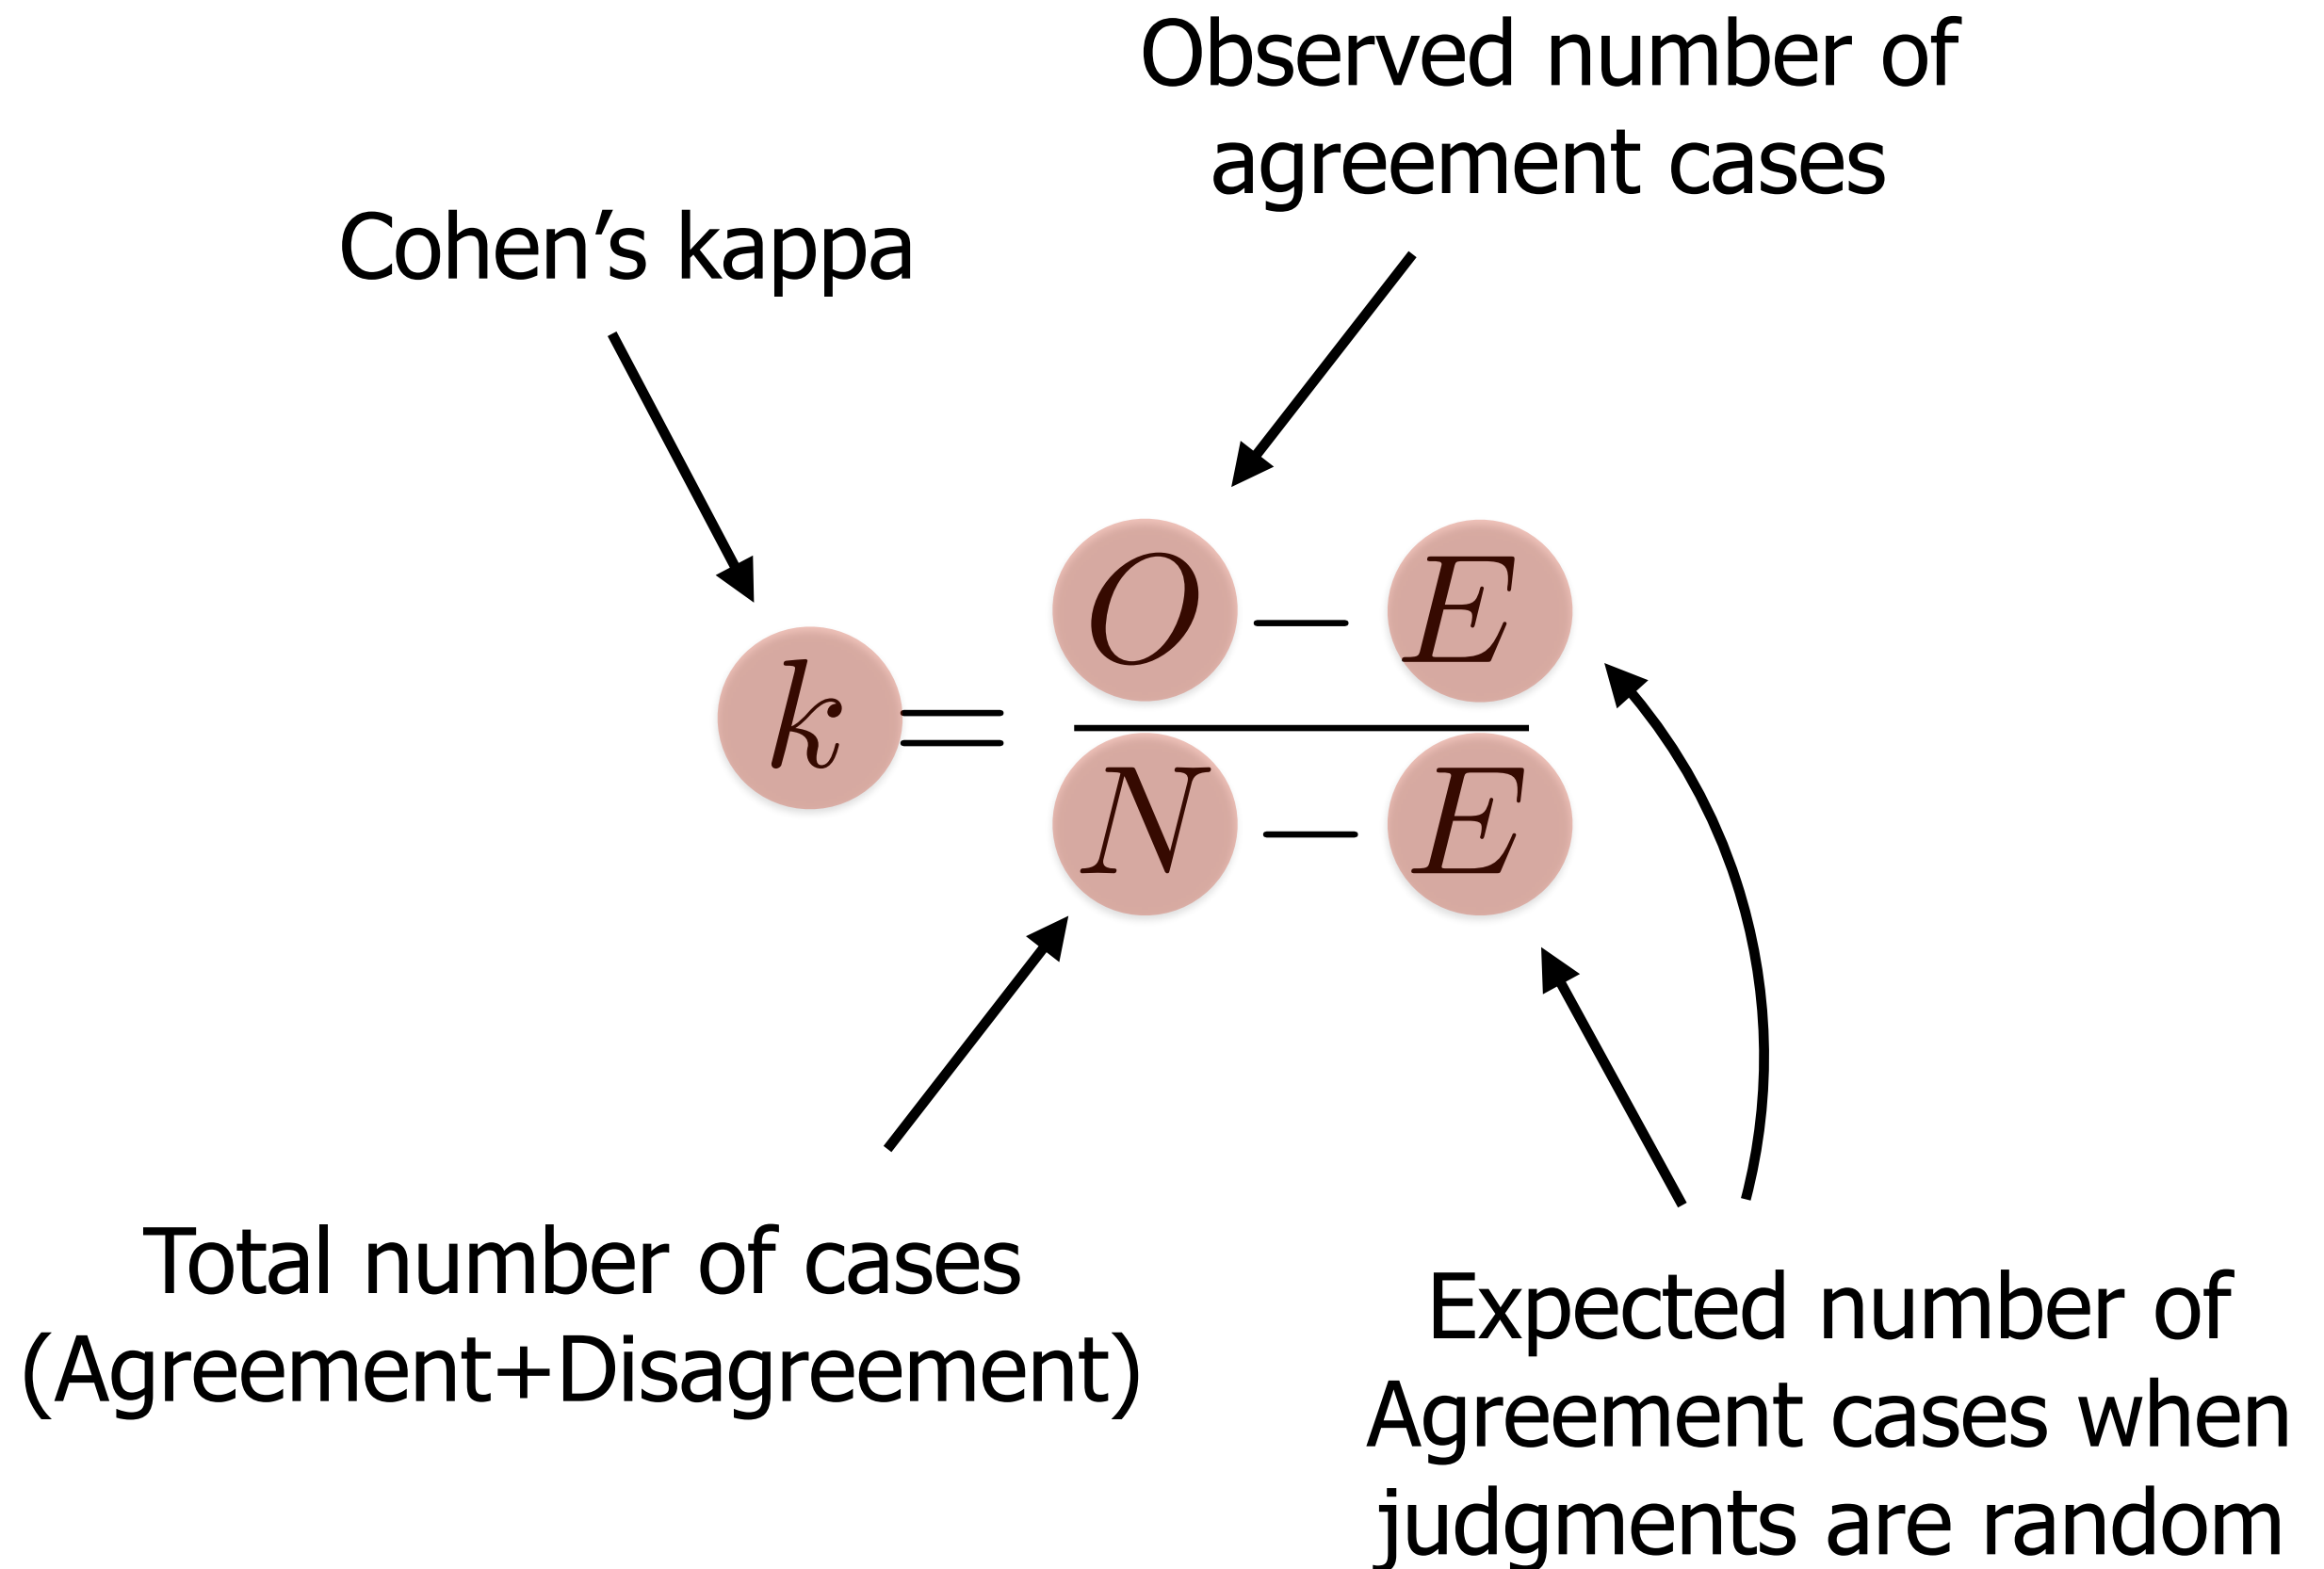 Observed number of
agreement cases
Cohen’s kappa
k = O − E
N − E
Total number of cases
(Agreement+Disagreement)
Expected number of
Agreement cases when
judgments are random